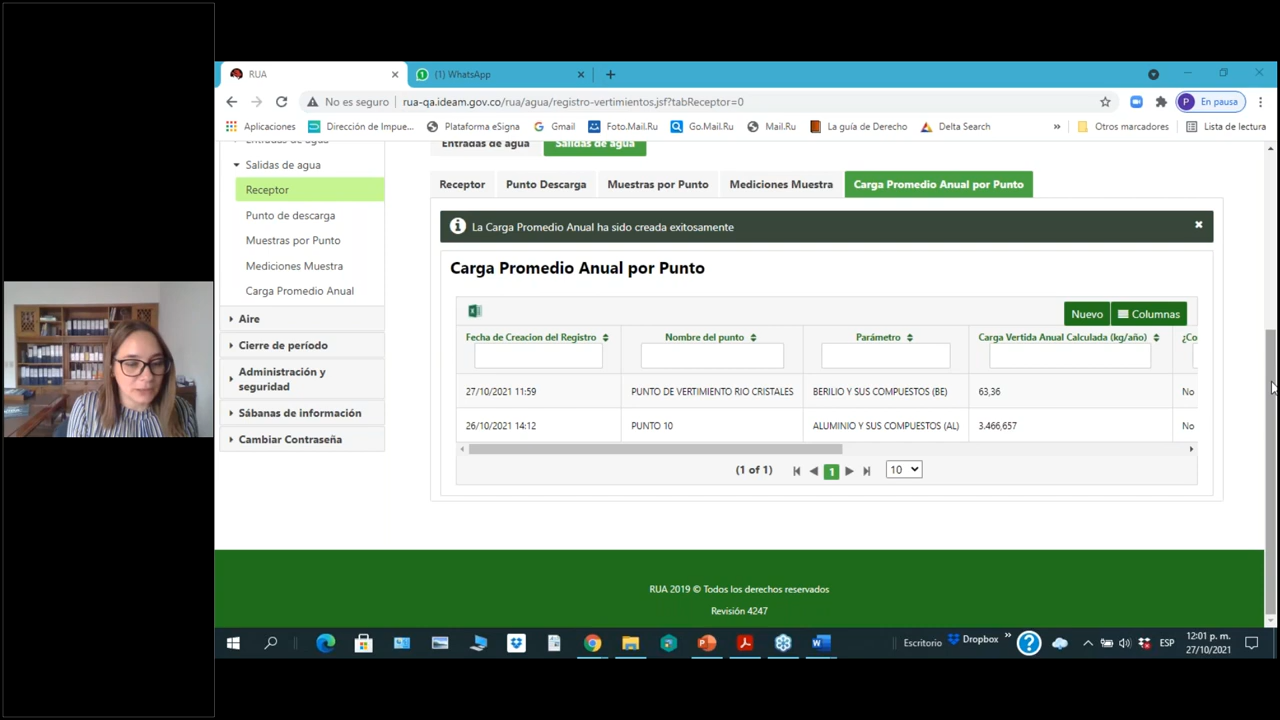 RUA
(1) WhatsApp
No es seguro
rua-qa.ideam.gov.co/rua/agua/registro-vertimientos.jsf?tabReceptor=0
P En pausa
Aplicaciones
Dirección de Impue...
Plataforma eSigna
Gmail
Foto.Mail.Ru
Go.Mail.Ru
Mail.Ru
La guía de Derecho
Delta Search
»
Otros marcadores
Lista de lectura
Entradas de agua
Salidas de agua
Receptor
Punto de descarga
Muestras por Punto
Mediciones Muestra
Carga Promedio Anual
Aire
Cierre de período
Administración y
seguridad
Sábanas de información
Cambiar Contraseña
Entradas de agua
Salidas de agua
Receptor
Punto Descarga
Muestras por Punto
Mediciones Muestra
Carga Promedio Anual por Punto
La Carga Promedio Anual ha sido creada exitosamente
Carga Promedio Anual por Punto
Nuevo
Columnas
Fecha de Creacion del Registro
Nombre del punto
Parámetro
Carga Vertida Anual Calculada (kg/año)
¿Co
27/10/2021 11:59
PUNTO DE VERTIMIENTO RIO CRISTALES
BERILIO Y SUS COMPUESTOS (BE)
63,36
No
26/10/2021 14:12
PUNTO 10
ALUMINIO Y SUS COMPUESTOS (AL)
3.466,657
No
(1 of 1)
1
10
RUA 2019 © Todos los derechos reservados
Revisión 4247
Escritorio
Dropbox
»
ESP
12:01 p. m.
27/10/2021